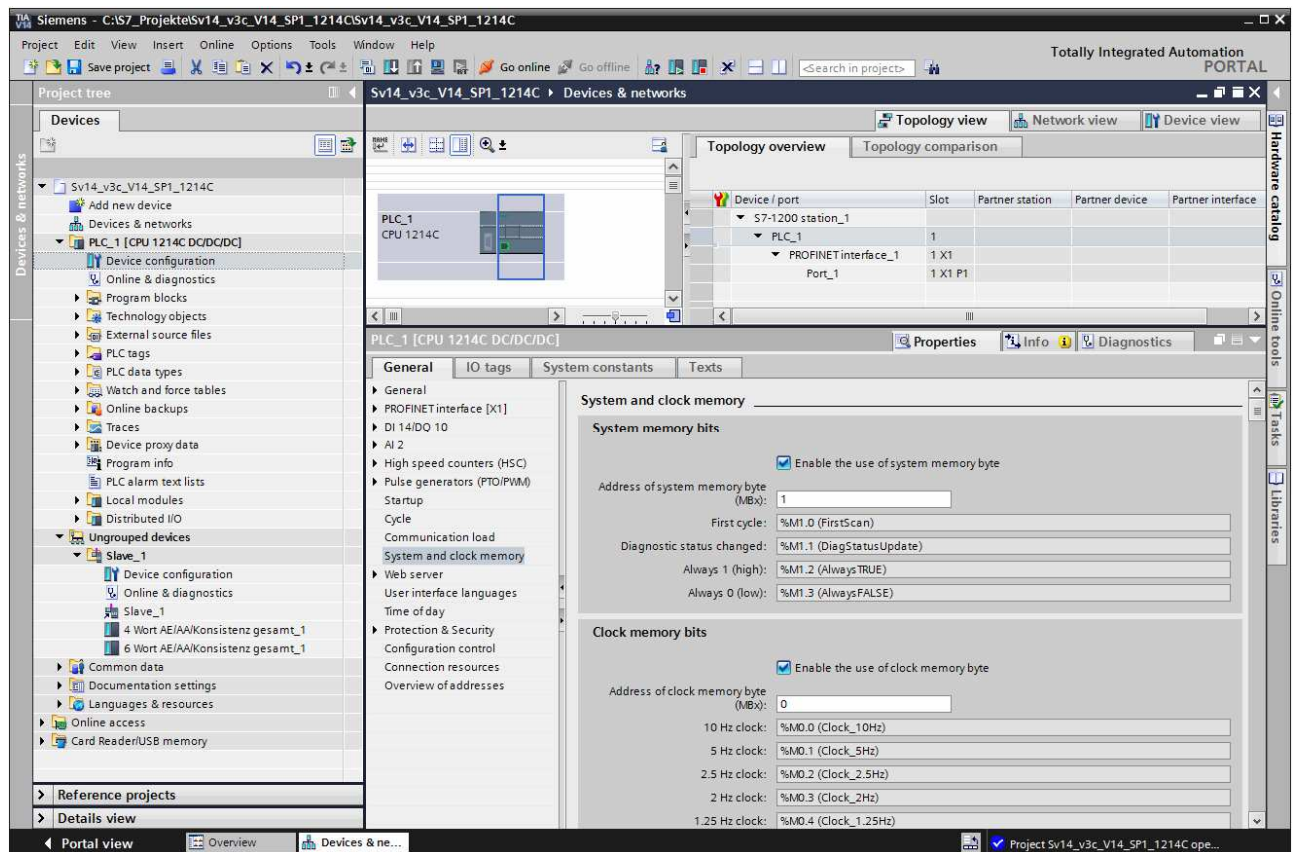 Siemens - C:\S7_Projekte\Sv14_v3c_V14_SP1_1214C\Sv14_v3c_V14_SP1_1214C
Project Edit View Insert Online Options Tools Window Help
Totally Integrated Automation
PORTAL
Save project Go online Go offline <Search in project>
Project tree
Devices
Devices & networks
Sv14_v3c_V14_SP1_1214C
Add new device
Devices & networks
PLC_1 [CPU 1214C DC/DC/DC]
Device configuration
Online & diagnostics
Program blocks
Technology objects
External source files
PLC tags
PLC data types
Watch and force tables
Online backups
Traces
Device proxy data
Program info
PLC alarm text lists
Local modules
Distributed I/O
Ungrouped devices
Slave_1
Device configuration
Online & diagnostics
Slave_1
4 Wort AE/AA/Konsistenz gesamt_1
6 Wort AE/AA/Konsistenz gesamt_1
Common data
Documentation settings
Languages & resources
Online access
Card Reader/USB memory
Reference projects
Details view
Sv14_v3c_V14_SP1_1214C Devices & networks
Topology view Network view Device view
PLC_1
CPU 1214C
Topology overview Topology comparison
Device / port Slot Partner station Partner device Partner interface
S7-1200 station_1
PLC_1 1
PROFINET interface_1 1 X1
Port_1 1 X1 P1
PLC_1 [CPU 1214C DC/DC/DC]
Properties Info Diagnostics
General IO tags System constants Texts
General
PROFINET interface [X1]
DI 14/DQ 10
AI 2
High speed counters (HSC)
Pulse generators (PTO/PWM)
Startup
Cycle
Communication load
System and clock memory
Web server
User interface languages
Time of day
Protection & Security
Configuration control
Connection resources
Overview of addresses
System and clock memory
System memory bits
Enable the use of system memory byte
Address of system memory byte
(MBx): 1
First cycle: %M1.0 (FirstScan)
Diagnostic status changed: %M1.1 (DiagStatusUpdate)
Always 1 (high): %M1.2 (AlwaysTRUE)
Always 0 (low): %M1.3 (AlwaysFALSE)
Clock memory bits
Enable the use of clock memory byte
Address of clock memory byte
(MBx): 0
10 Hz clock: %M0.0 (Clock_10Hz)
5 Hz clock: %M0.1 (Clock_5Hz)
2.5 Hz clock: %M0.2 (Clock_2.5Hz)
2 Hz clock: %M0.3 (Clock_2Hz)
1.25 Hz clock: %M0.4 (Clock_1.25Hz)
Hardware catalog
Online tools
Tasks
Libraries
Portal view Overview Devices & ne... Project Sv14_v3c_V14_SP1_1214C ope...